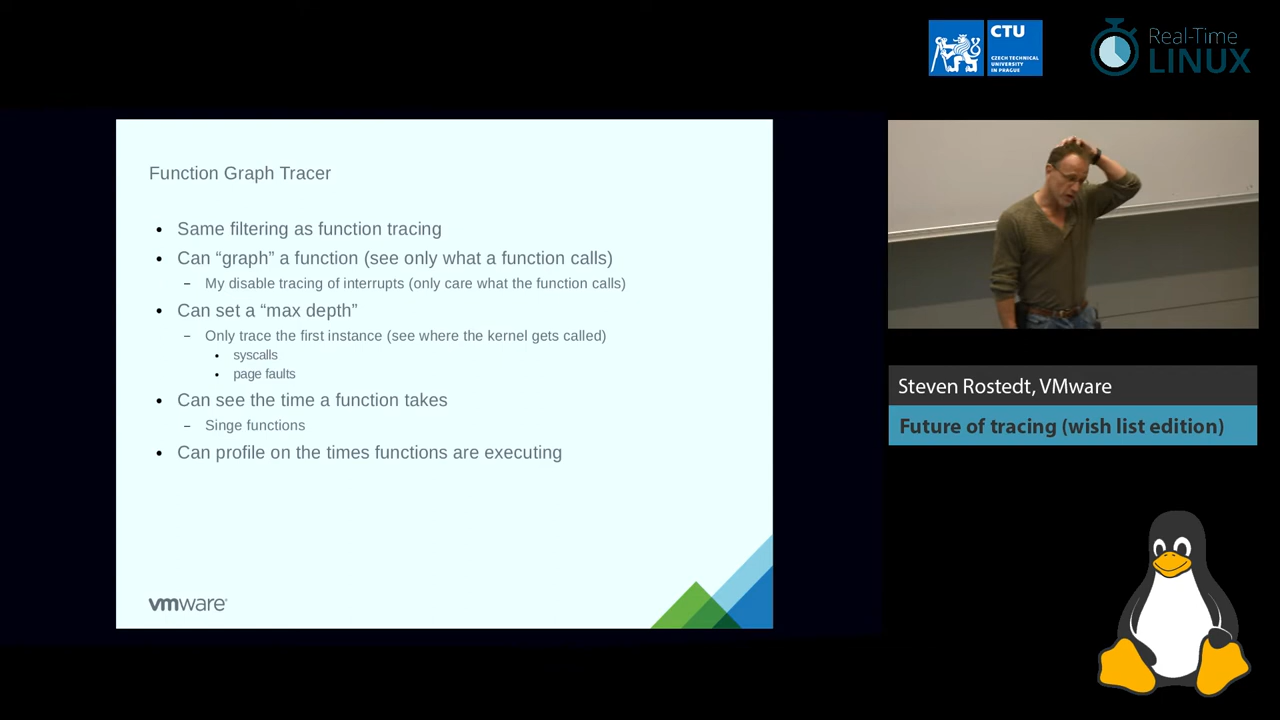 CTU
CZECH TECHNICAL
UNIVERSITY
IN PRAGUE
Real-Time
LINUX
Function Graph Tracer
• Same filtering as function tracing
• Can “graph” a function (see only what a function calls)
– My disable tracing of interrupts (only care what the function calls)
• Can set a “max depth”
– Only trace the first instance (see where the kernel gets called)
• syscalls
• page faults
• Can see the time a function takes
– Singe functions
• Can profile on the times functions are executing
vmware
Steven Rostedt, VMware
Future of tracing (wish list edition)